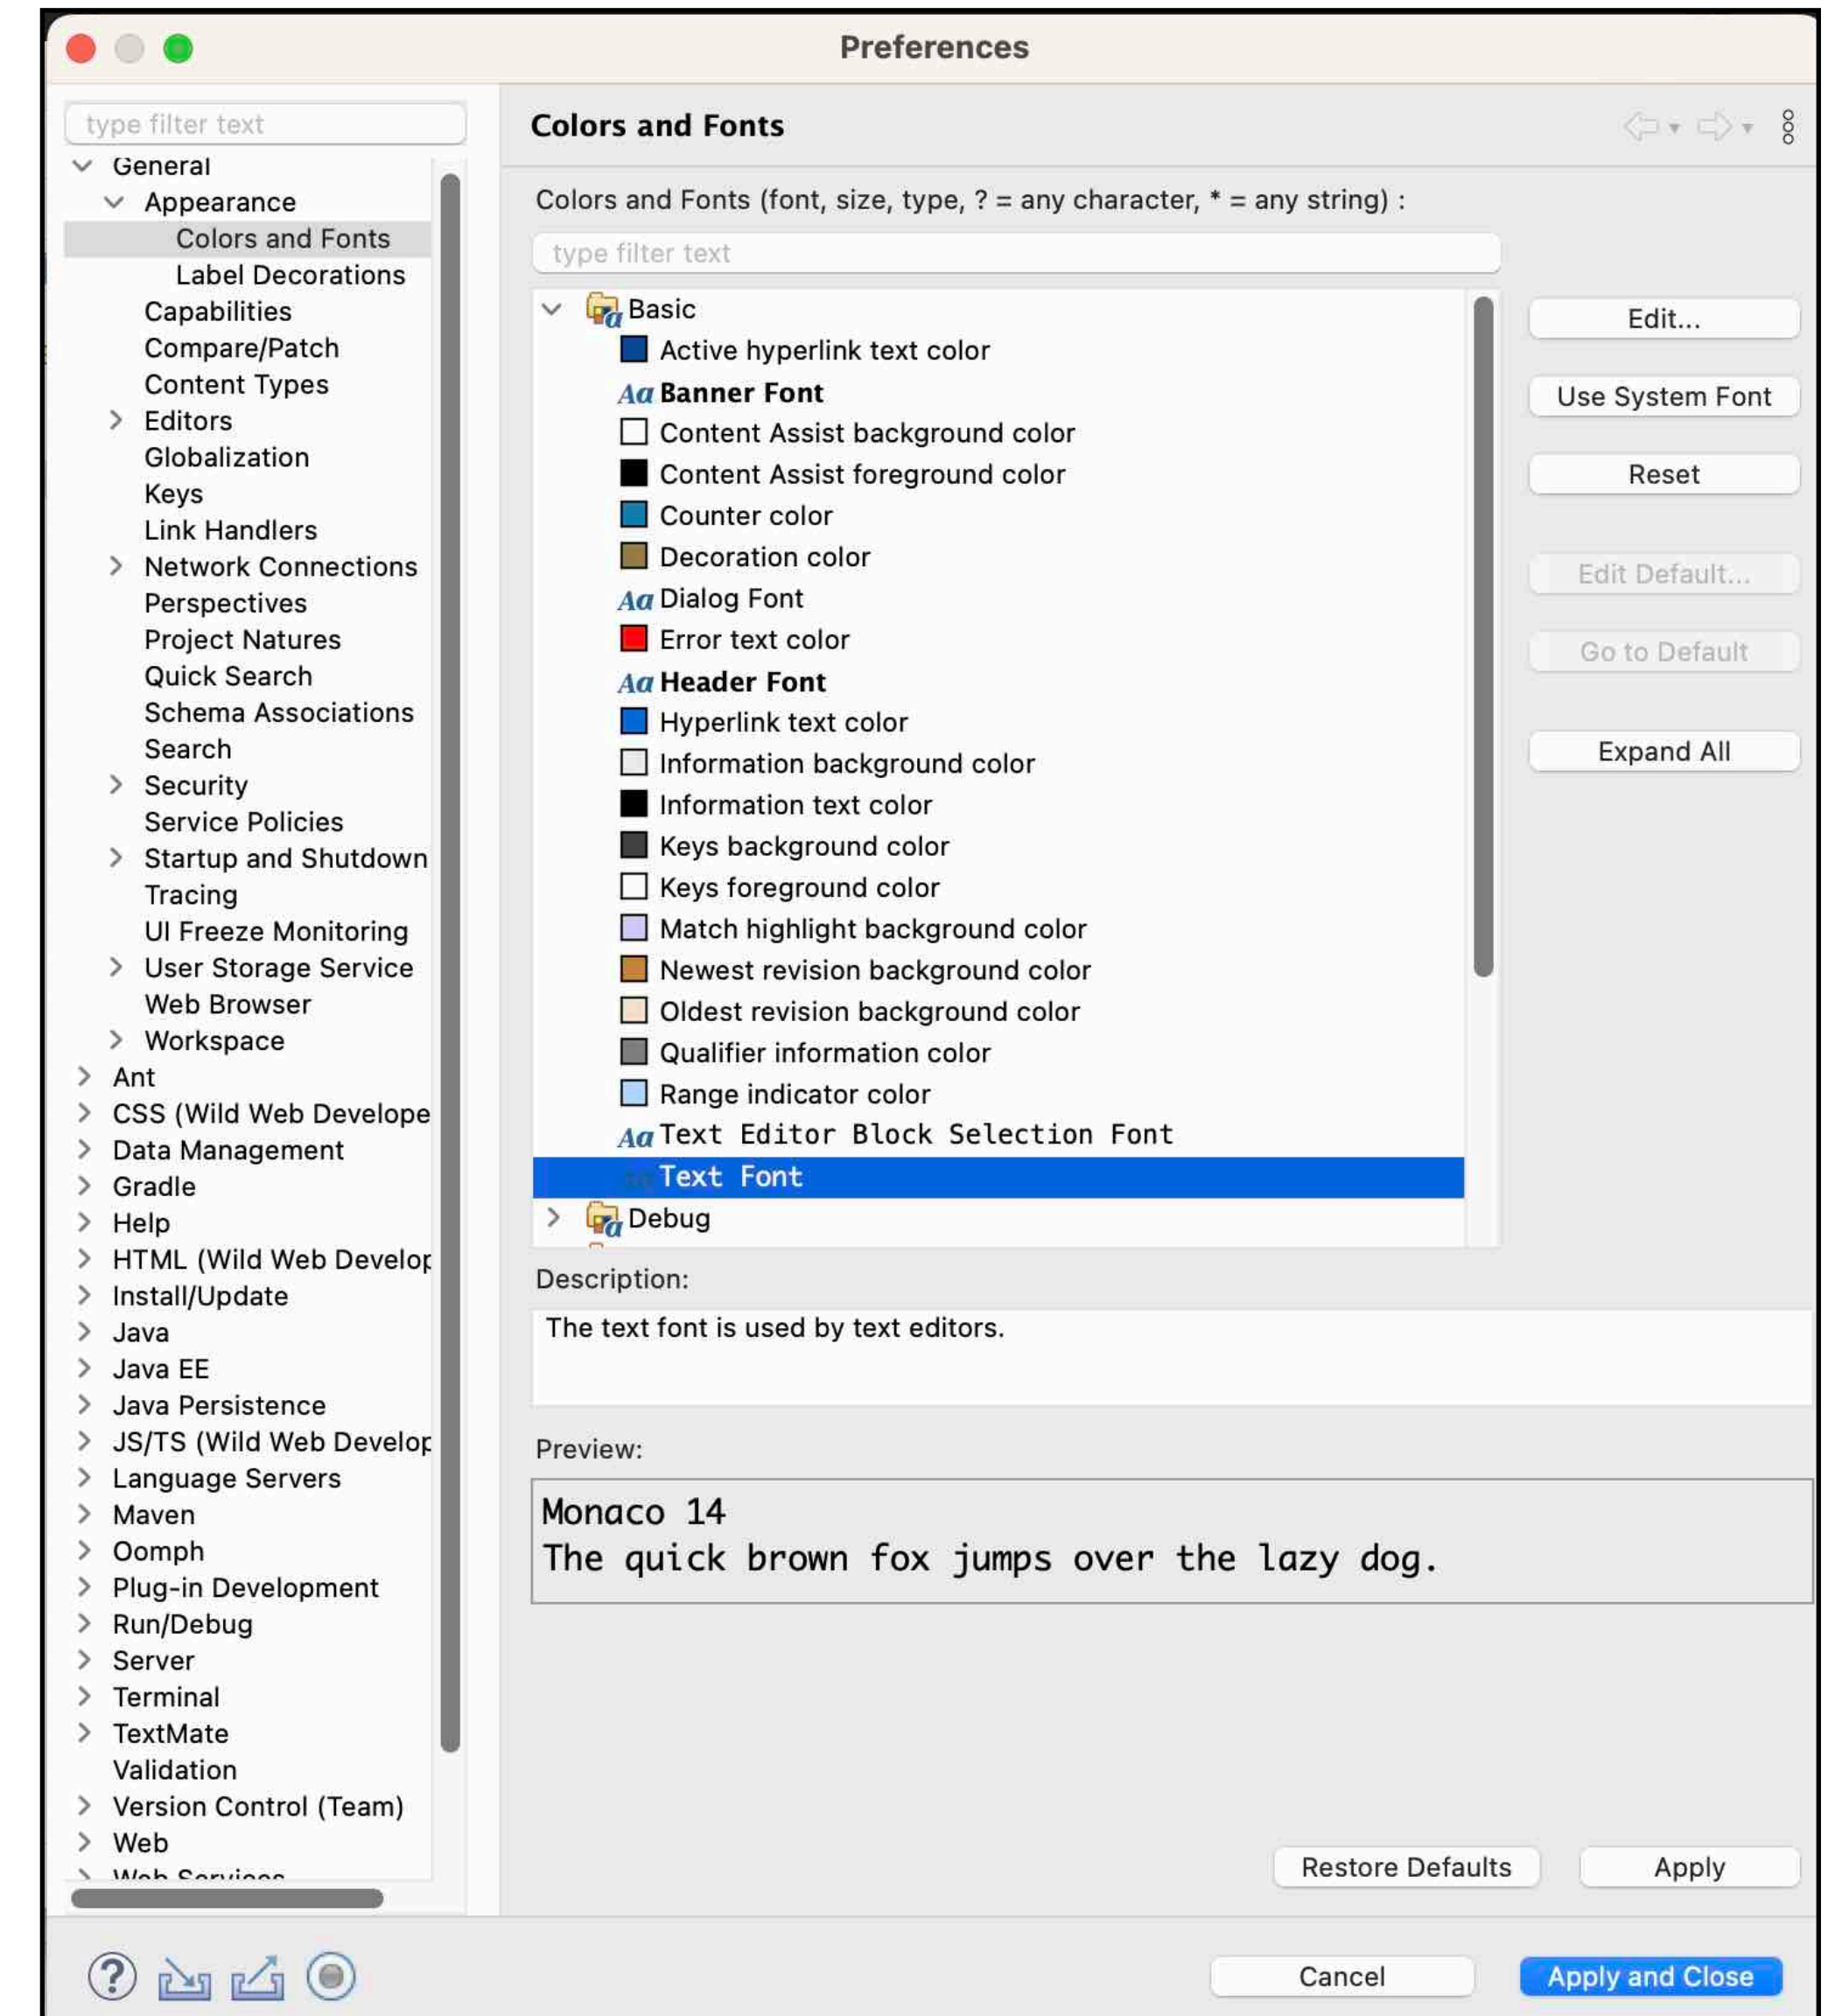 Preferences
type filter text
General
Appearance
Colors and Fonts
Label Decorations
Capabilities
Compare/Patch
Content Types
Editors
Globalization
Keys
Link Handlers
Network Connections
Perspectives
Project Natures
Quick Search
Schema Associations
Search
Security
Service Policies
Startup and Shutdown
Tracing
UI Freeze Monitoring
User Storage Service
Web Browser
Workspace
Ant
CSS (Wild Web Develope
Data Management
Gradle
Help
HTML (Wild Web Develop
Install/Update
Java
Java EE
Java Persistence
JS/TS (Wild Web Develop
Language Servers
Maven
Oomph
Plug-in Development
Run/Debug
Server
Terminal
TextMate
Validation
Version Control (Team)
Web
Web Services
Colors and Fonts
Colors and Fonts (font, size, type, ? = any character, * = any string) :
type filter text
Basic
Active hyperlink text color
Aa Banner Font
Content Assist background color
Content Assist foreground color
Counter color
Decoration color
Aa Dialog Font
Error text color
Aa Header Font
Hyperlink text color
Information background color
Information text color
Keys background color
Keys foreground color
Match highlight background color
Newest revision background color
Oldest revision background color
Qualifier information color
Range indicator color
Aa Text Editor Block Selection Font
Aa Text Font
Debug
Edit...
Use System Font
Reset
Edit Default...
Go to Default
Expand All
Description:
The text font is used by text editors.
Preview:
Monaco 14
The quick brown fox jumps over the lazy dog.
Restore Defaults
Apply
Cancel
Apply and Close